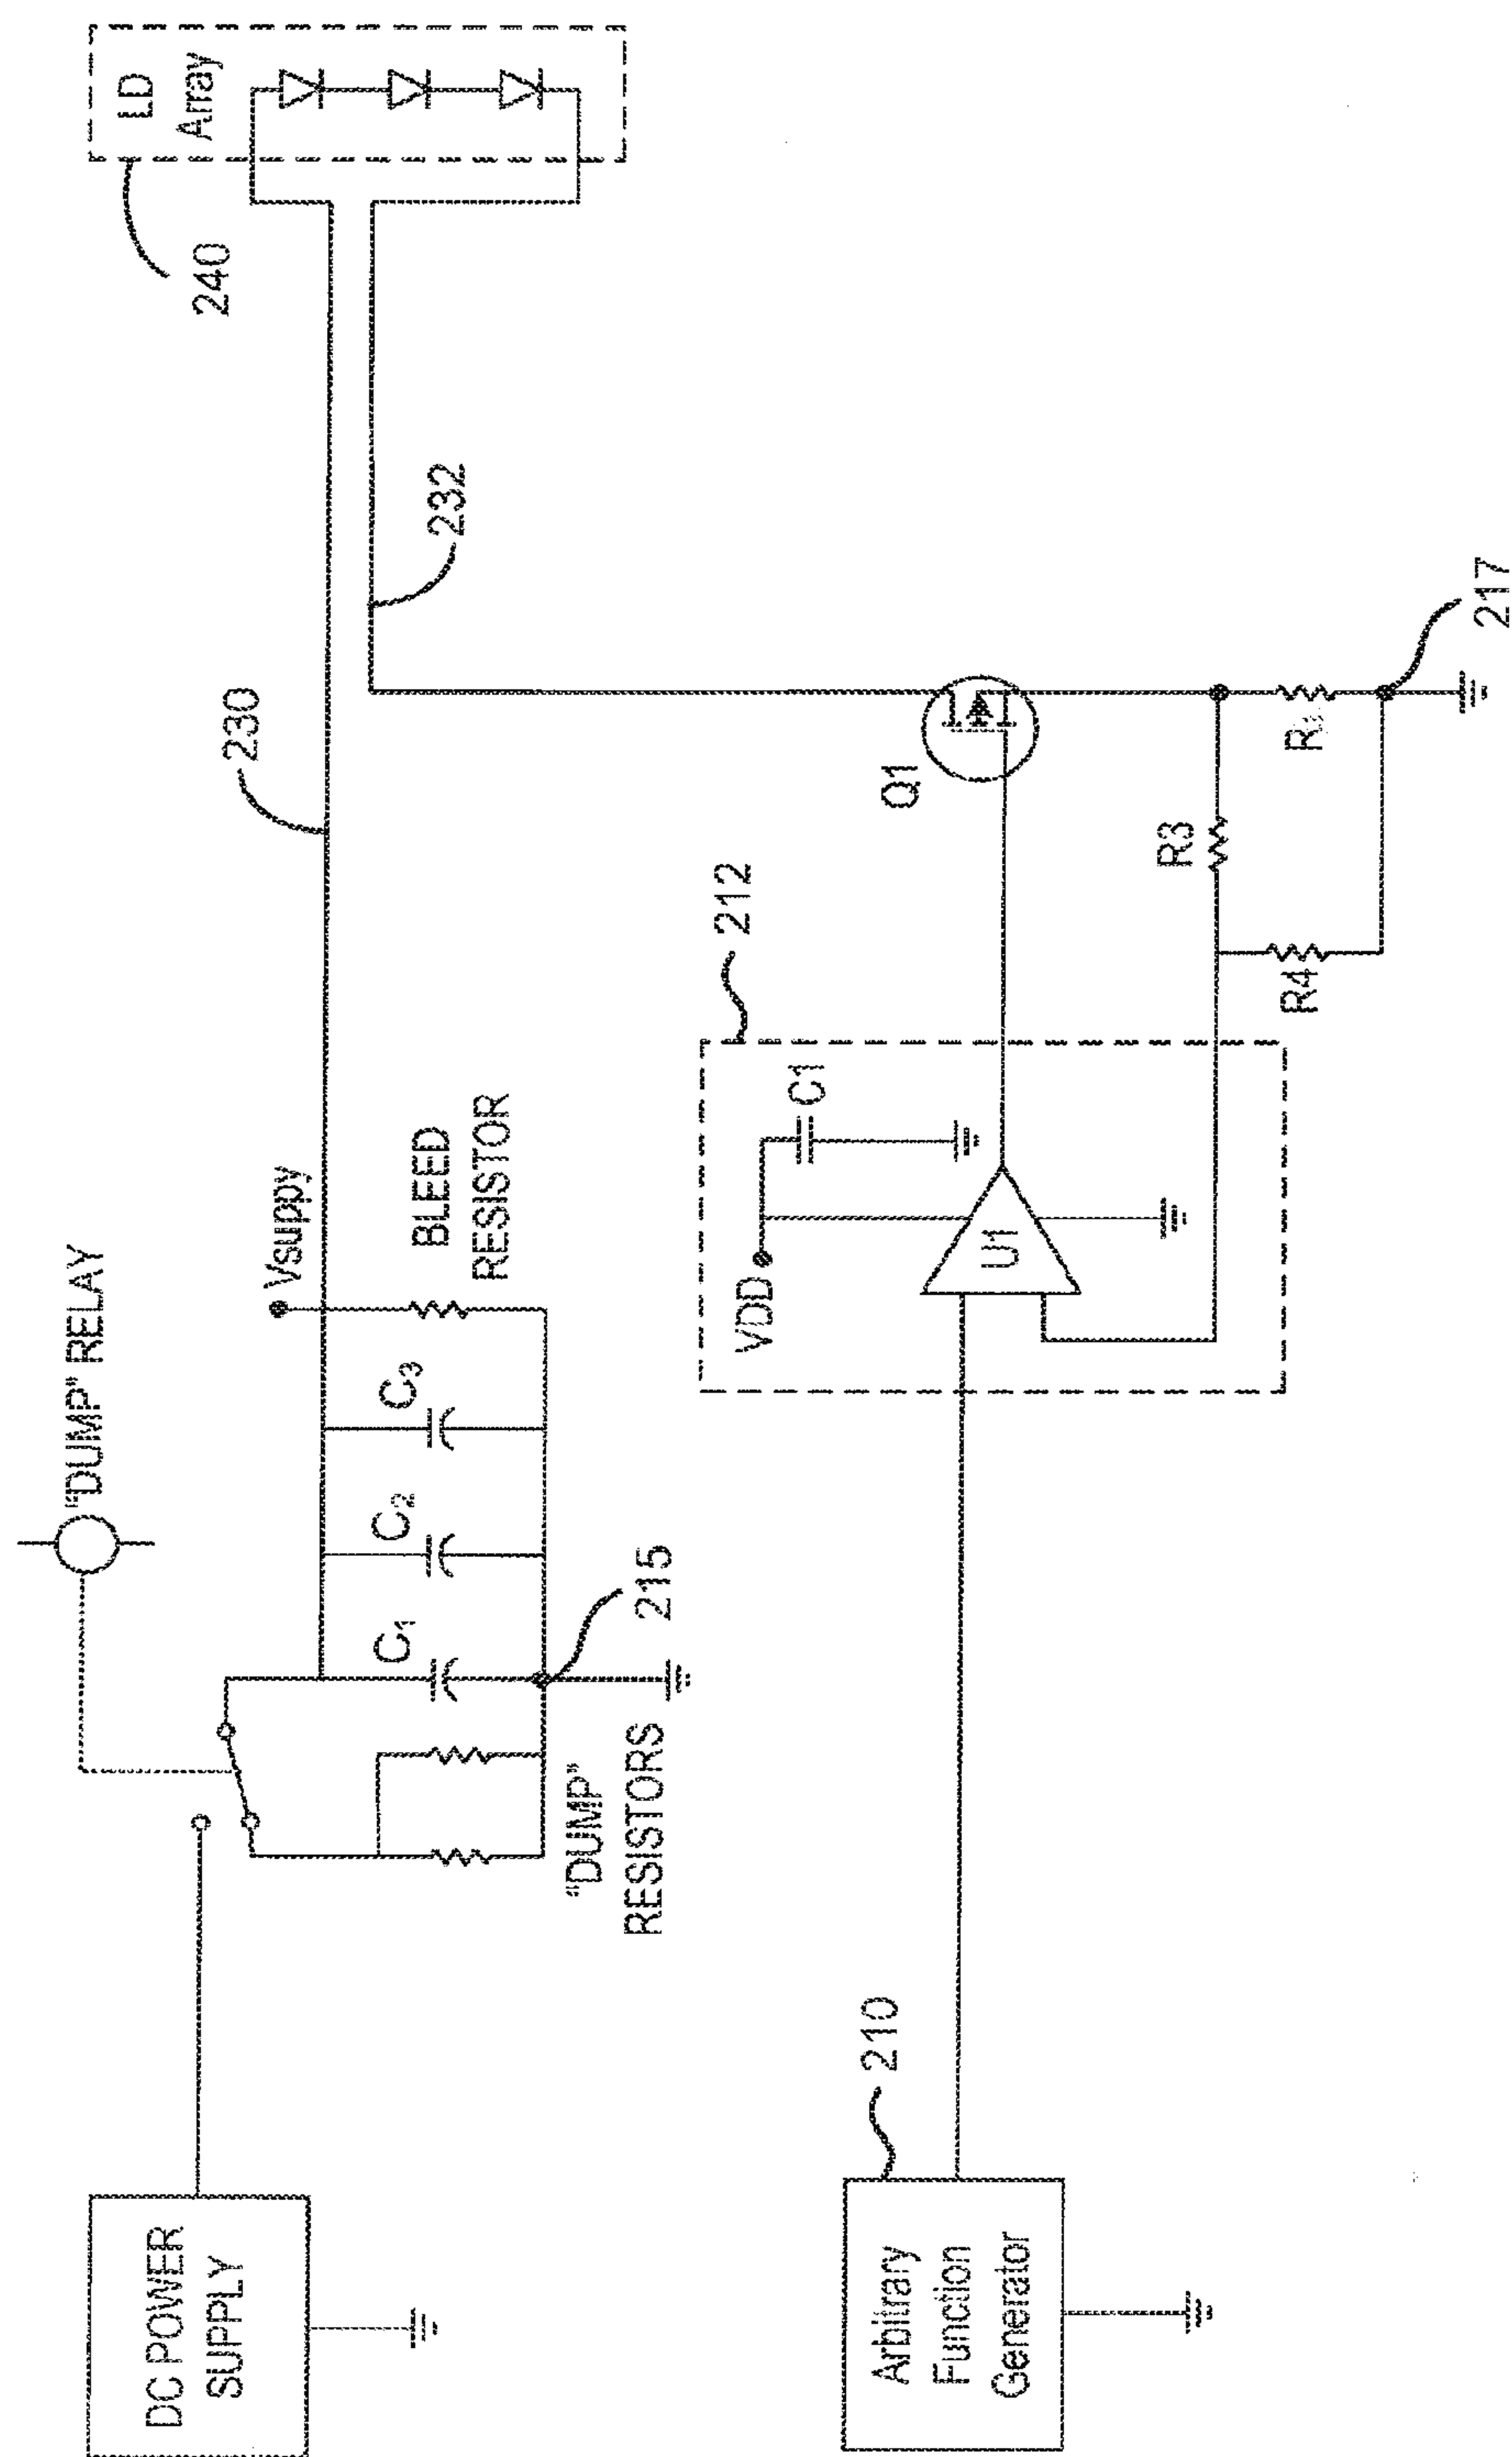 "DUMP" RELAY
LD
Array
240
DC POWER
SUPPLY
Vsuppy
230
C1
C2
C3
BLEED
RESISTOR
232
"DUMP"
RESISTORS
215
212
Q1
VDD
C1
U1
Arbitrary
Function
Generator
210
R3
R4
217